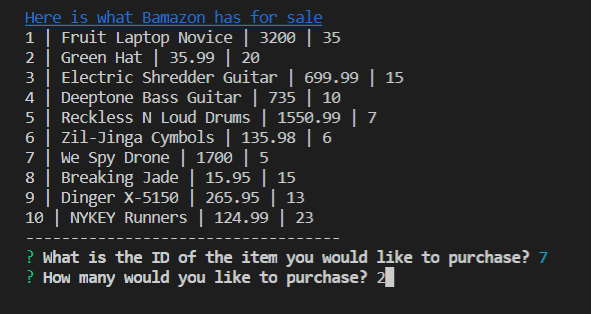 Here is what Bamazon has for sale
1 | Fruit Laptop Novice | 3200 | 35
2 | Green Hat | 35.99 | 20
3 | Electric Shredder Guitar | 699.99 | 15
4 | Deeptone Bass Guitar | 735 | 10
5 | Reckless N Loud Drums | 1550.99 | 7
6 | Zil-Jinga Cymbols | 135.98 | 6
7 | We Spy Drone | 1700 | 5
8 | Breaking Jade | 15.95 | 15
9 | Dinger X-5150 | 265.95 | 13
10 | NYKEY Runners | 124.99 | 23
-----------------------------------
? What is the ID of the item you would like to purchase? 7
? How many would you like to purchase? 2